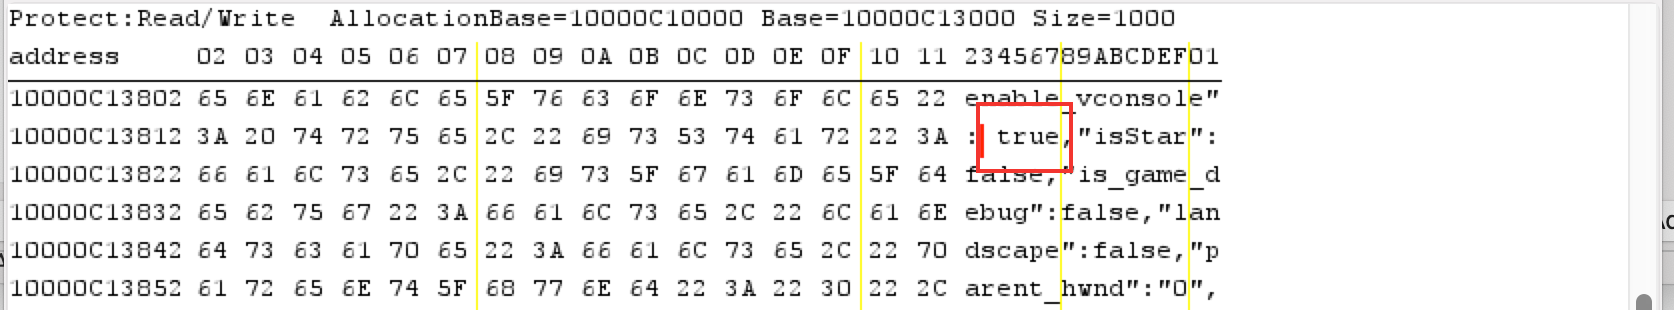 Protect:Read/Write AllocationBase=10000C10000 Base=10000C13000 Size=1000
address 02 03 04 05 06 07 08 09 0A 0B 0C 0D 0E 0F 10 11 23456789ABCDEF01
10000C13802 65 6E 61 62 6C 65 5F 76 63 6F 6E 73 6F 6C 65 22 enable_vconsole"
10000C13812 3A 20 74 72 75 65 2C 22 69 73 53 74 61 72 22 3A : true,"isStar":
10000C13822 66 61 6C 73 65 2C 22 69 73 5F 67 61 6D 65 5F 64 false,"is_game_d
10000C13832 65 62 75 67 22 3A 66 61 6C 73 65 2C 22 6C 61 6E ebug":false,"lan
10000C13842 64 73 63 61 70 65 22 3A 66 61 6C 73 65 2C 22 70 dscape":false,"p
10000C13852 61 72 65 6E 74 5F 68 77 6E 64 22 3A 22 30 22 2C arent_hwnd":"0",